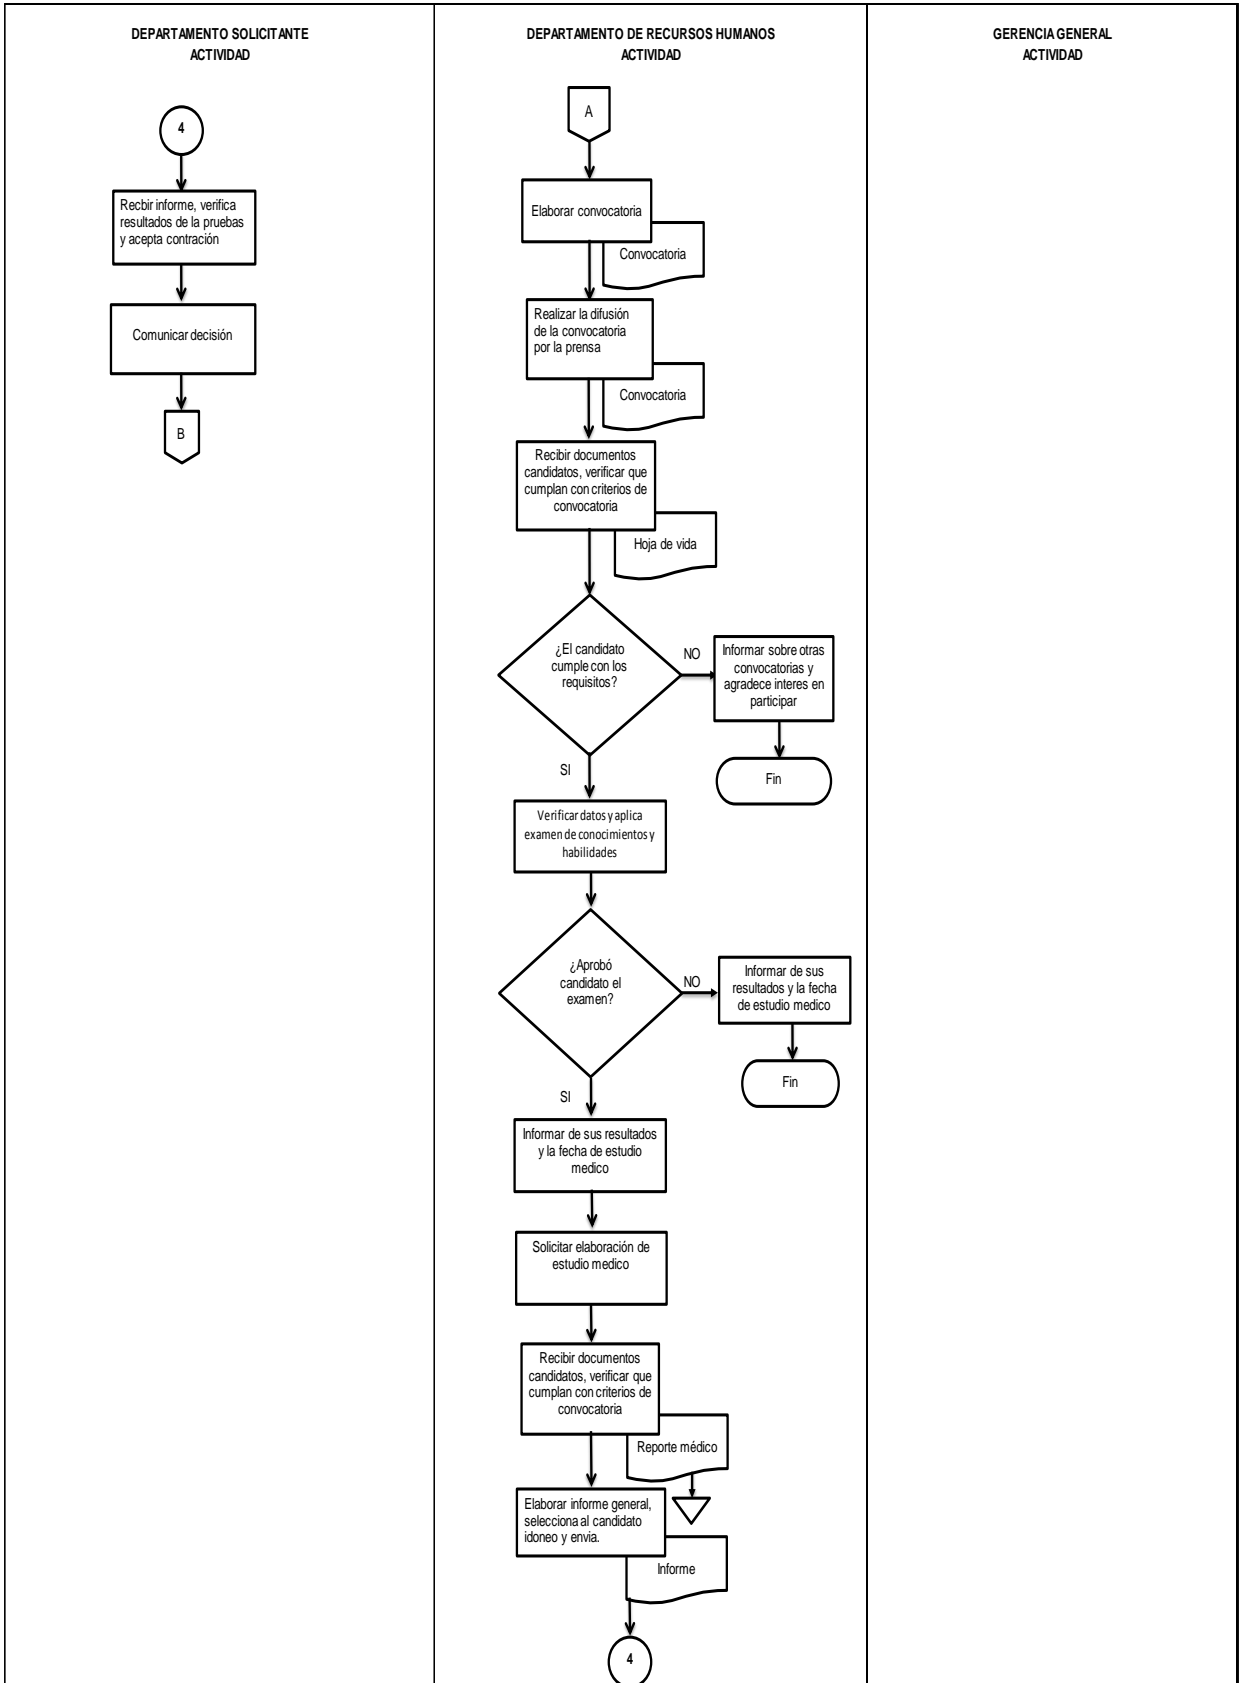 DEPARTAMENTO SOLICITANTE
ACTIVIDAD
4
Recbir informe, verifica
resultados de la pruebas
y acepta contración
Comunicar decisión
B
DEPARTAMENTO DE RECURSOS HUMANOS
ACTIVIDAD
A
Elaborar convocatoria
Convocatoria
Realizar la difusión
de la convocatoria
por la prensa
Convocatoria
Recibir documentos
candidatos, verificar que
cumplan con criterios de
convocatoria
Hoja de vida
¿El candidato
cumple con los
requisitos?
NO
Informar sobre otras
convocatorias y
agradece interes en
participar
Fin
SI
Verificar datos y aplica
examen de conocimientos y
habilidades
¿Aprobó
candidato el
examen?
NO
Informar de sus
resultados y la fecha
de estudio medico
Fin
SI
Informar de sus resultados
y la fecha de estudio
medico
Solicitar elaboración de
estudio medico
Recibir documentos
candidatos, verificar que
cumplan con criterios de
convocatoria
Reporte médico
Elaborar informe general,
selecciona al candidato
idoneo y envia.
Informe
4
GERENCIA GENERAL
ACTIVIDAD